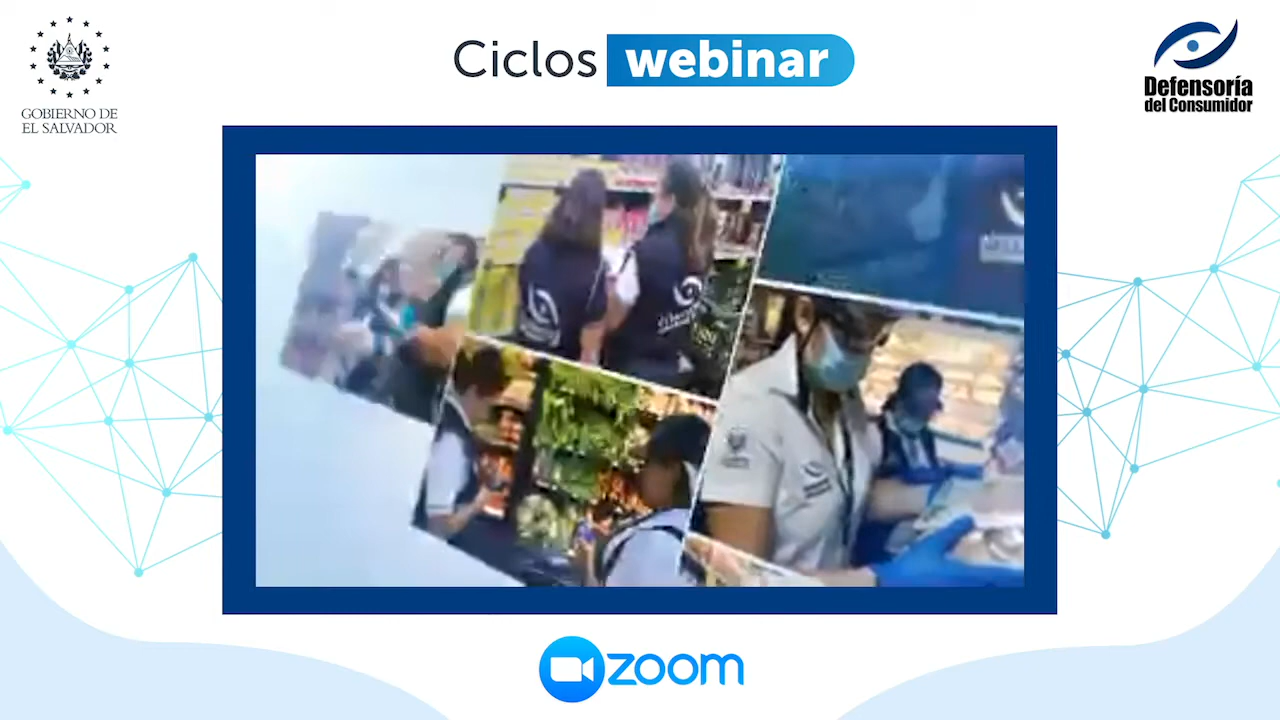 Ciclos webinar
GOBIERNO DE
EL SALVADOR
Defensoría
del Consumidor
zoom